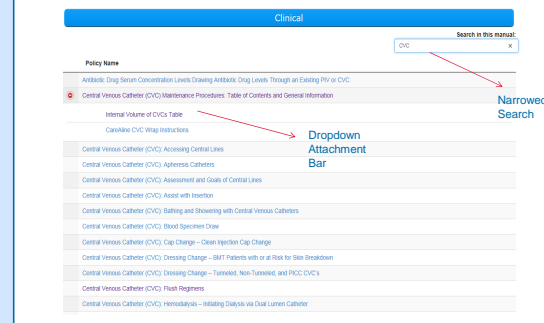 Clinical
Search in this manual:
CVC x
Policy Name
Antibiotic Drug Serum Concentration Levels Drawing Antibiotic Drug Levels Through an Existing PIV or CVC
Central Venous Catheter (CVC) Maintenance Procedures: Table of Contents and General Information
Narrowed
Search
Internal Volume of CVCs Table
CareAline CVC Wrap Instructions
Dropdown
Attachment
Bar
Central Venous Catheter (CVC): Accessing Central Lines
Central Venous Catheter (CVC): Apheresis Catheters
Central Venous Catheter (CVC): Assessment and Goals of Central Lines
Central Venous Catheter (CVC): Assist with Insertion
Central Venous Catheter (CVC): Bathing and Showering with Central Venous Catheters
Central Venous Catheter (CVC): Blood Specimen Draw
Central Venous Catheter (CVC): Cap Change – Clean Injection Cap Change
Central Venous Catheter (CVC): Dressing Change – BMT Patients with or at Risk for Skin Breakdown
Central Venous Catheter (CVC): Dressing Change – Tunneled, Non-Tunneled, and PICC CVC's
Central Venous Catheter (CVC): Flush Regimens
Central Venous Catheter (CVC): Hemodialysis – Initiating Dialysis via Dual Lumen Catheter